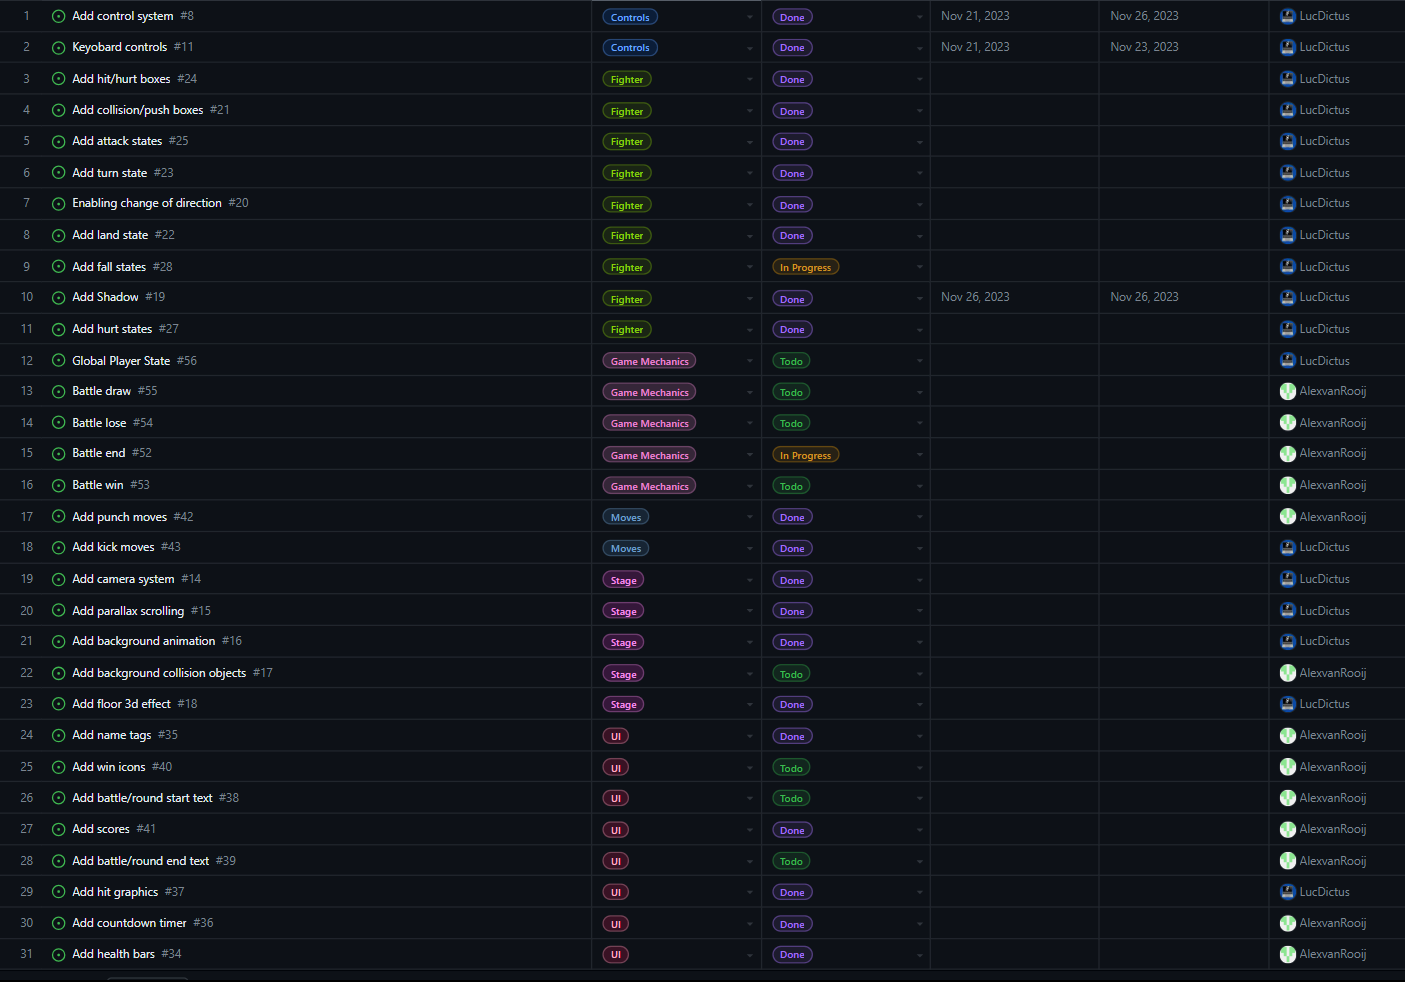 1 Add control system #8 Controls Done Nov 21, 2023 Nov 26, 2023 LucDictus
2 Keyobard controls #11 Controls Done Nov 21, 2023 Nov 23, 2023 LucDictus
3 Add hit/hurt boxes #24 Fighter Done LucDictus
4 Add collision/push boxes #21 Fighter Done LucDictus
5 Add attack states #25 Fighter Done LucDictus
6 Add turn state #23 Fighter Done LucDictus
7 Enabling change of direction #20 Fighter Done LucDictus
8 Add land state #22 Fighter Done LucDictus
9 Add fall states #28 Fighter In Progress LucDictus
10 Add Shadow #19 Fighter Done Nov 26, 2023 Nov 26, 2023 LucDictus
11 Add hurt states #27 Fighter Done LucDictus
12 Global Player State #56 Game Mechanics Todo LucDictus
13 Battle draw #55 Game Mechanics Todo AlexvanRooij
14 Battle lose #54 Game Mechanics Todo AlexvanRooij
15 Battle end #52 Game Mechanics In Progress AlexvanRooij
16 Battle win #53 Game Mechanics Todo AlexvanRooij
17 Add punch moves #42 Moves Done AlexvanRooij
18 Add kick moves #43 Moves Done LucDictus
19 Add camera system #14 Stage Done LucDictus
20 Add parallax scrolling #15 Stage Done LucDictus
21 Add background animation #16 Stage Done LucDictus
22 Add background collision objects #17 Stage Todo AlexvanRooij
23 Add floor 3d effect #18 Stage Done LucDictus
24 Add name tags #35 UI Done AlexvanRooij
25 Add win icons #40 UI Todo AlexvanRooij
26 Add battle/round start text #38 UI Todo AlexvanRooij
27 Add scores #41 UI Done AlexvanRooij
28 Add battle/round end text #39 UI Todo AlexvanRooij
29 Add hit graphics #37 UI Done LucDictus
30 Add countdown timer #36 UI Done AlexvanRooij
31 Add health bars #34 UI Done AlexvanRooij